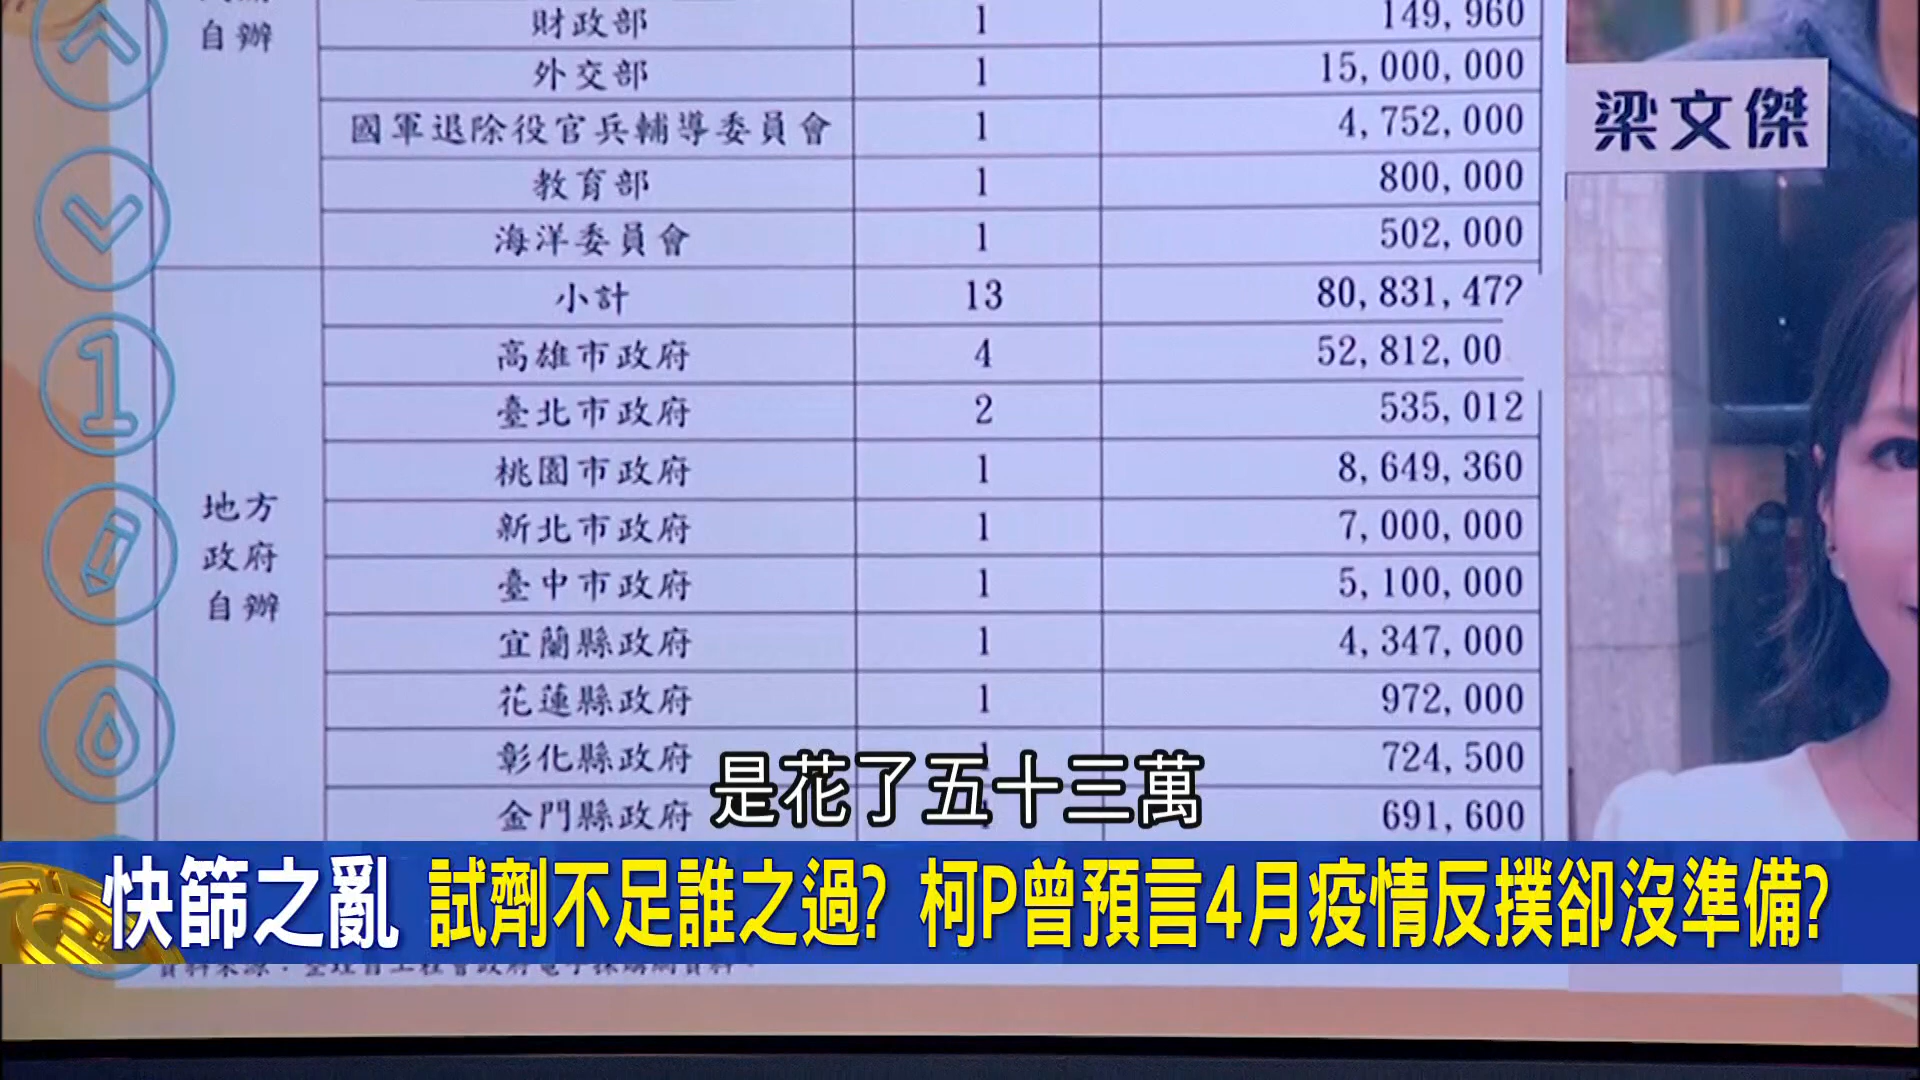 自辦
財政部 1 149,960
外交部 1 15,000,000
國軍退除役官兵輔導委員會 1 4,752,000
教育部 1 800,000
海洋委員會 1 502,000
小計 13 80,831,47?
高雄市政府 4 52,812,00
臺北市政府 2 535,012
桃園市政府 1 8,649,360
新北市政府 1 7,000,000
臺中市政府 1 5,100,000
宜蘭縣政府 1 4,347,000
花蓮縣政府 1 972,000
彰化縣政府 1 724,500
金門縣政府 1 691,600
地方
政府
自辦
1
梁文傑
是花了五十三萬
快篩之亂 試劑不足誰之過? 柯P曾預言4月疫情反撲卻沒準備?